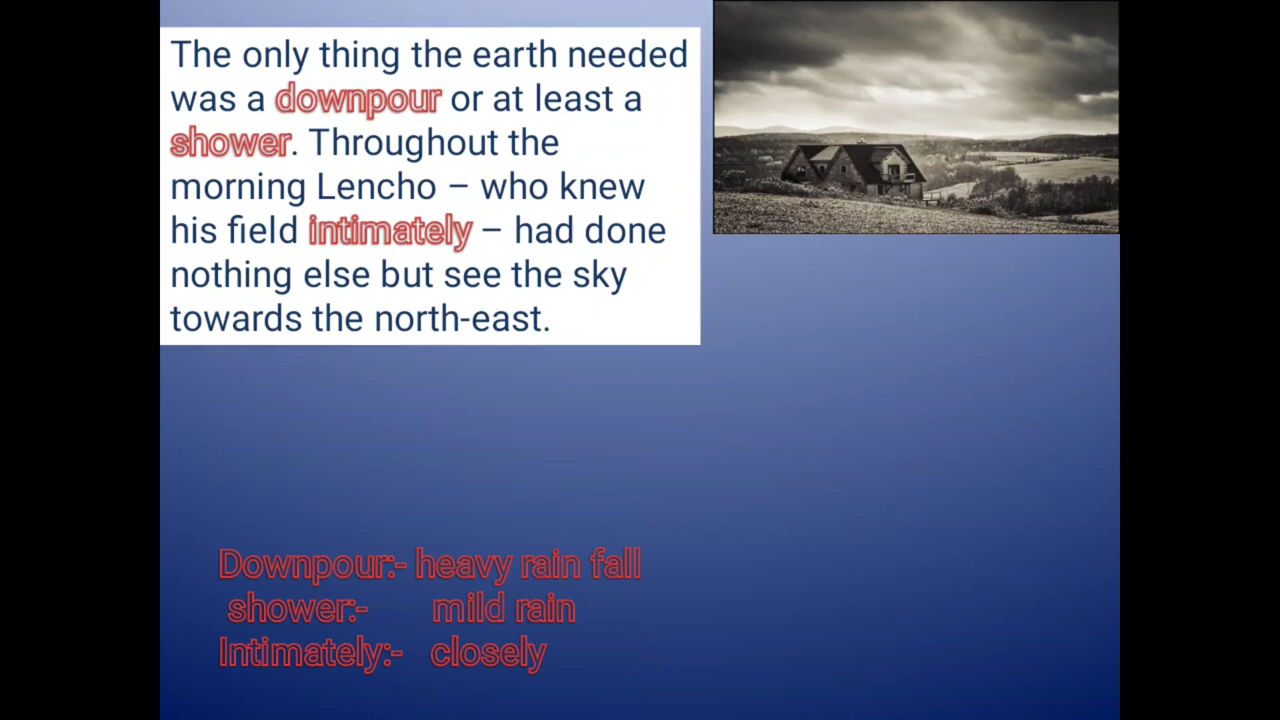 The only thing the earth needed
was a downpour or at least a
shower. Throughout the
morning Lencho – who knew
his field intimately – had done
nothing else but see the sky
towards the north-east.
Downpour:- heavy rain fall
shower:- mild rain
Intimately:- closely